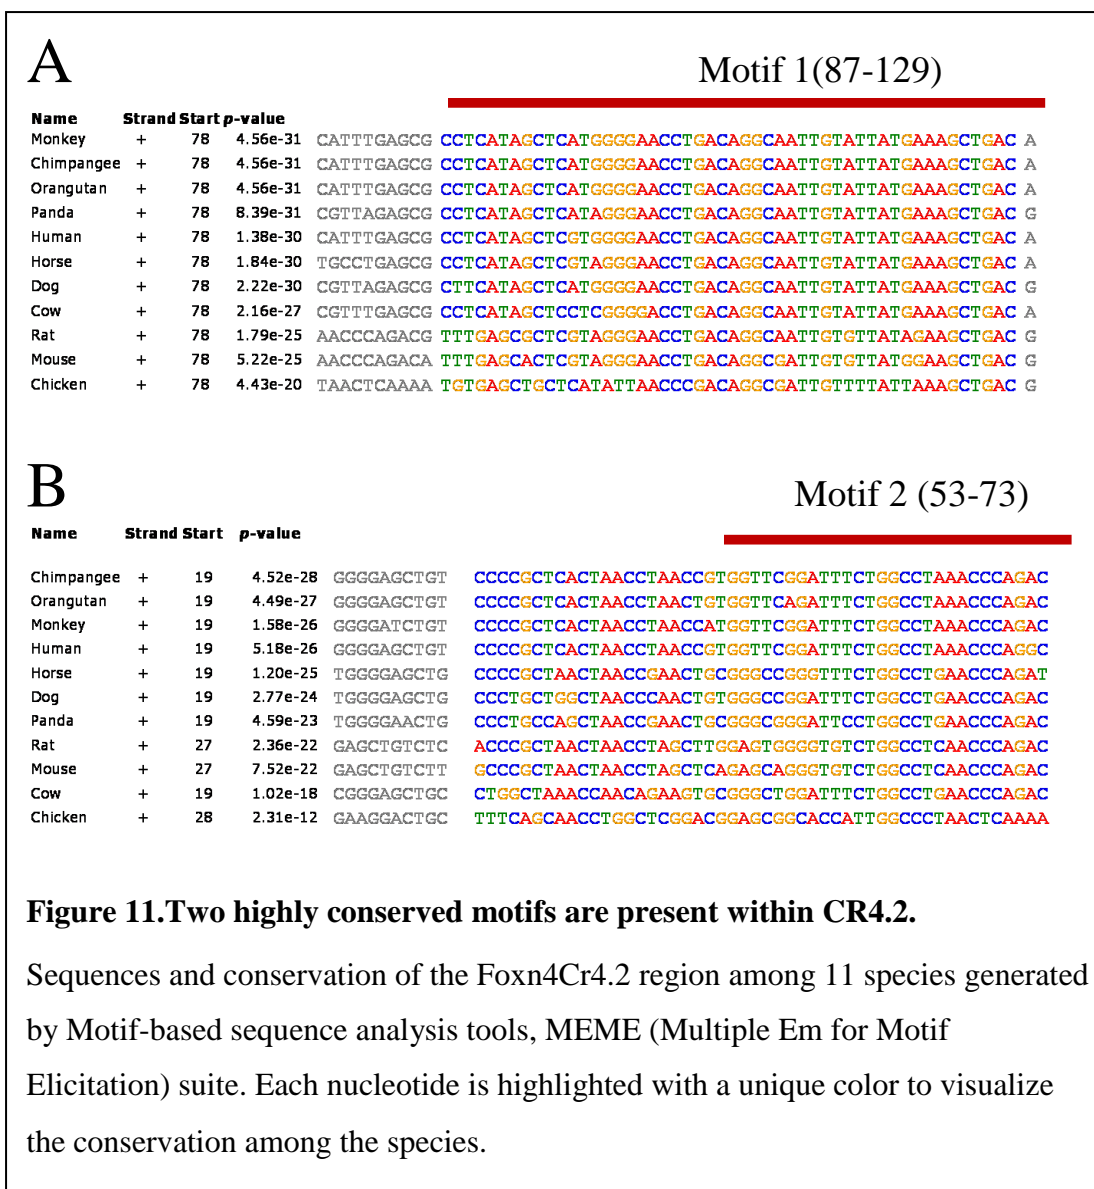 A
Motif 1(87-129)
Name Strand Start p-value
Monkey + 78 4.56e-31 CATTTGAGCG CCTCATAGCTCATGGGGAACCTGACAGGCAATTGTATTATGAAAGCTGAC A
Chimpangee + 78 4.56e-31 CATTTGAGCG CCTCATAGCTCATGGGGAACCTGACAGGCAATTGTATTATGAAAGCTGAC A
Orangutan + 78 4.56e-31 CATTTGAGCG CCTCATAGCTCATGGGGAACCTGACAGGCAATTGTATTATGAAAGCTGAC A
Panda + 78 8.39e-31 CGTTAGAGCG CCTCATAGCTCATAGGGAACCTGACAGGCAATTGTATTATGAAAGCTGAC G
Human + 78 1.38e-30 CATTTGAGCG CCTCATAGCTCGTGGGGAACCTGACAGGCAATTGTATTATGAAAGCTGAC A
Horse + 78 1.84e-30 TGCCTGAGCG CCTCATAGCTCGTAGGGAACCTGACAGGCAATTGTATTATGAAAGCTGAC A
Dog + 78 2.22e-30 CGTTAGAGCG CTTCATAGCTCATGGGGAACCTGACAGGCAATTGTATTATGAAAGCTGAC G
Cow + 78 2.16e-27 CGTTTGAGCG CCTCATAGCTCCTCGGGGACCTGACAGGCAATTGTATTATGAAAGCTGAC A
Rat + 78 1.79e-25 AACCCAGACG TTTGAGCGCTCGTAGGGAACCTGACAGGCAATTGTGTTATAGAAGCTGAC G
Mouse + 78 5.22e-25 AACCCAGACA TTTGAGCACTCGTAGGGAACCTGACAGGCGATTGTGTTATGGAAGCTGAC G
Chicken + 78 4.43e-20 TAACTCAAAA TGTGAGCTGCTCATATTAACCCGACAGGCGATTGTTTTATTAAAGCTGAC G
B
Motif 2 (53-73)
Name Strand Start p-value
Chimpangee + 19 4.52e-28 GGGGAGCTGT CCCCGCTCACTAACCTAACCGTGGTTCGGATTTCTGGCCTAAACCCAGAC
Orangutan + 19 4.49e-27 GGGGAGCTGT CCCCGCTCACTAACCTAACTGTGGTTCAGATTTCTGGCCTAAACCCAGAC
Monkey + 19 1.58e-26 GGGGATCTGT CCCCGCTCACTAACCTAACCATGGTTCGGATTTCTGGCCTAAACCCAGAC
Human + 19 5.18e-26 GGGGAGCTGT CCCCGCTCACTAACCTAACCGTGGTTCGGATTTCTGGCCTAAACCCAGGC
Horse + 19 1.20e-25 TGGGGAGCTG CCCCGCTAACTAACCGAACTGCGGGCCGGGTTTCTGGCCTGAACCCAGAT
Dog + 19 2.77e-24 TGGGGAGCTG CCCTGCTGGCTAACCCAACTGTGGGCCGGATTTCTGGCCTGAACCCAGAC
Panda + 19 4.59e-23 TGGGGAACTG CCCTGCCAGCTAACCGAACTGCGGGCGGGATTCCTGGCCTGAACCCAGAC
Rat + 27 2.36e-22 GAGCTGTCTC ACCCGCTAACTAACCTAGCTTGGAGTGGGGTGTCTGGCCTCAACCCAGAC
Mouse + 27 7.52e-22 GAGCTGTCTT GCCCGCTAACTAACCTAGCTCAGAGCAGGGTGTCTGGCCTCAACCCAGAC
Cow + 19 1.02e-18 CGGGAGCTGC CTGGCTAAACCAACAGAAGTGCGGGCTGGATTTCTGGCCTGAACCCAGAC
Chicken + 28 2.31e-12 GAAGGACTGC TTTCAGCAACCTGGCTCGGACGGAGCGGCACCATTGGCCCTAACTCAAAA
Figure 11.Two highly conserved motifs are present within CR4.2.
Sequences and conservation of the Foxn4Cr4.2 region among 11 species generated
by Motif-based sequence analysis tools, MEME (Multiple Em for Motif
Elicitation) suite. Each nucleotide is highlighted with a unique color to visualize
the conservation among the species.